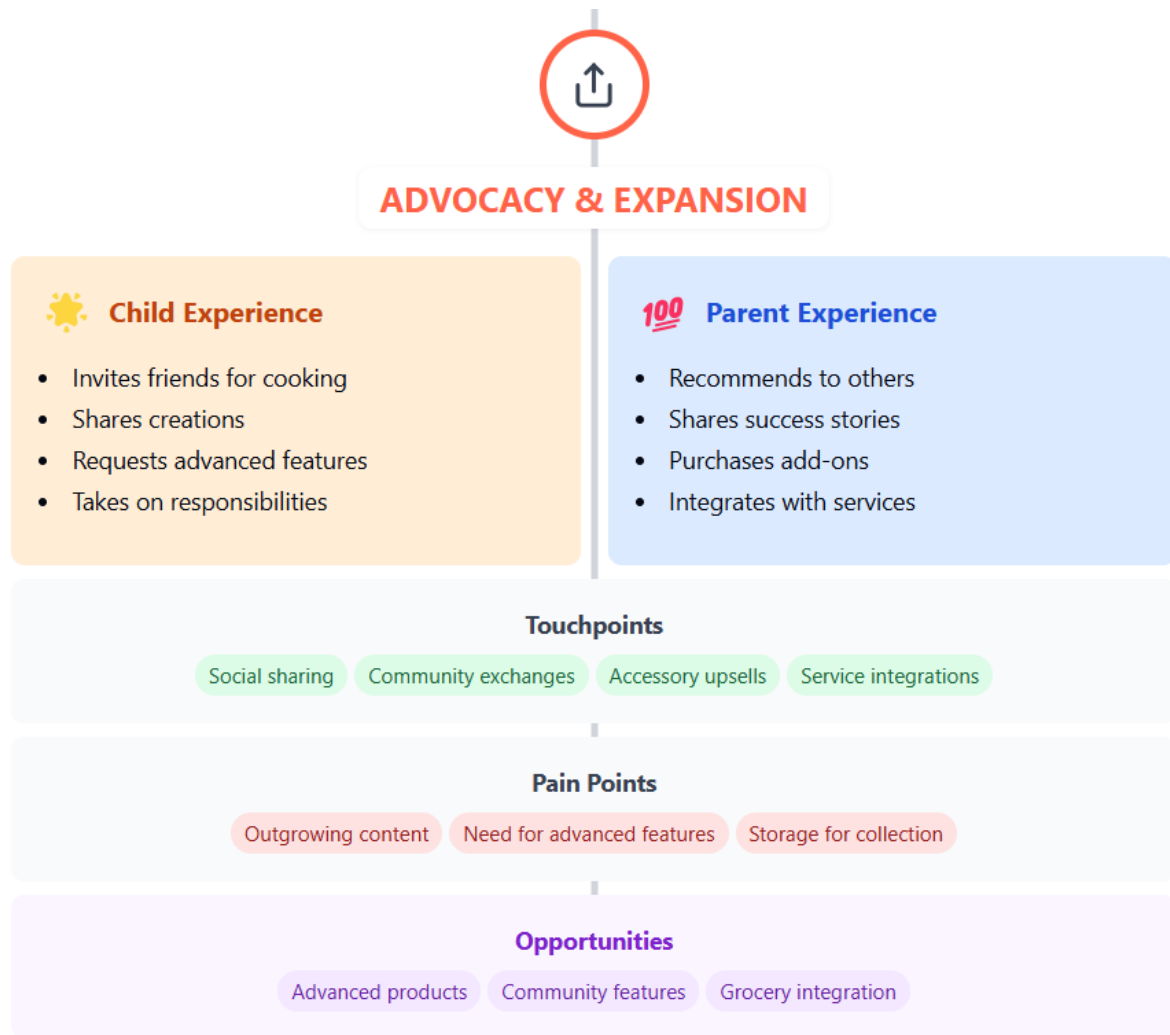 ADVOCACY & EXPANSION
Child Experience
• Invites friends for cooking
• Shares creations
• Requests advanced features
• Takes on responsibilities
💯 Parent Experience
• Recommends to others
• Shares success stories
• Purchases add-ons
• Integrates with services
Touchpoints
Social sharing Community exchanges Accessory upsells Service integrations
Pain Points
Outgrowing content Need for advanced features Storage for collection
Opportunities
Advanced products Community features Grocery integration